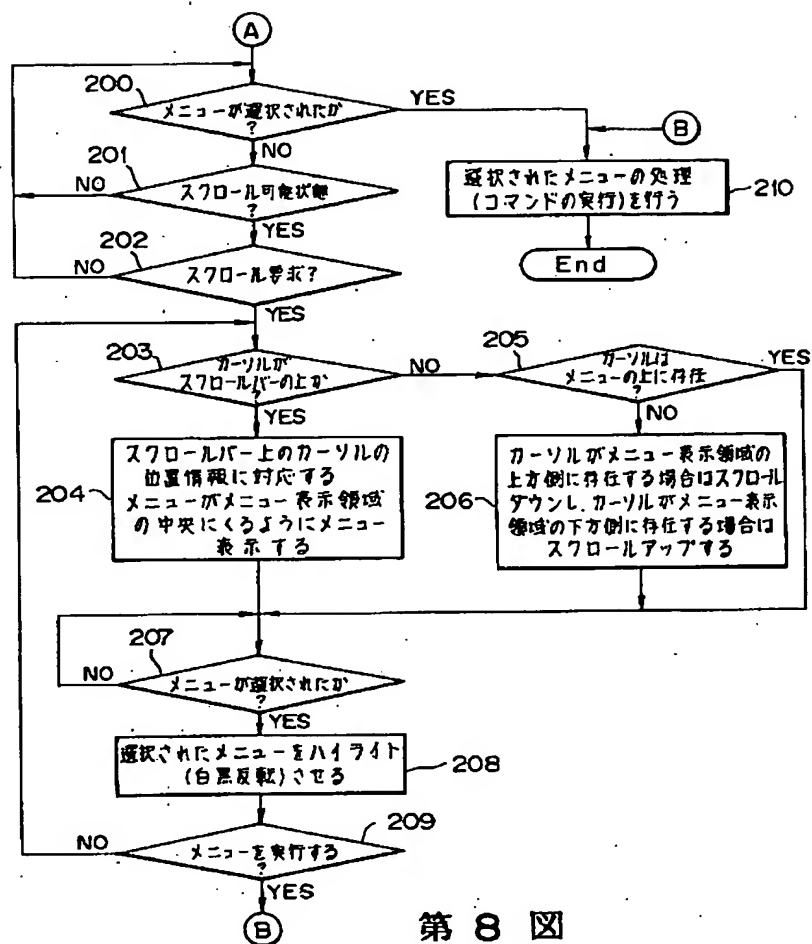 A
200
メニューが選択されたか
?
YES
NO
B
201
NO
スクロール可能状態
?
YES
選択されたメニューの処理
(コマンドの実行)を行う
210
202
NO
スクロール要求?
YES
End
203
カーソルが
スクロールバーの上か
?
NO
YES
205
カーソルは
メニューの上に存在
?
YES
NO
204
スクロールバー上のカーソルの
位置情報に対応する
メニューがメニュー表示領域
の中央にくるようにメニュー
表示する
206
カーソルがメニュー表示領域の
上方側に存在する場合はスクロール
ダウンし、カーソルがメニュー表示
領域の下方側に存在する場合は
スクロールアップする
207
NO
メニューが選択されたか
?
YES
選択されたメニューをハイライト
(白黒反転)させる
208
209
NO
メニューを実行する
?
YES
B
第 8 図